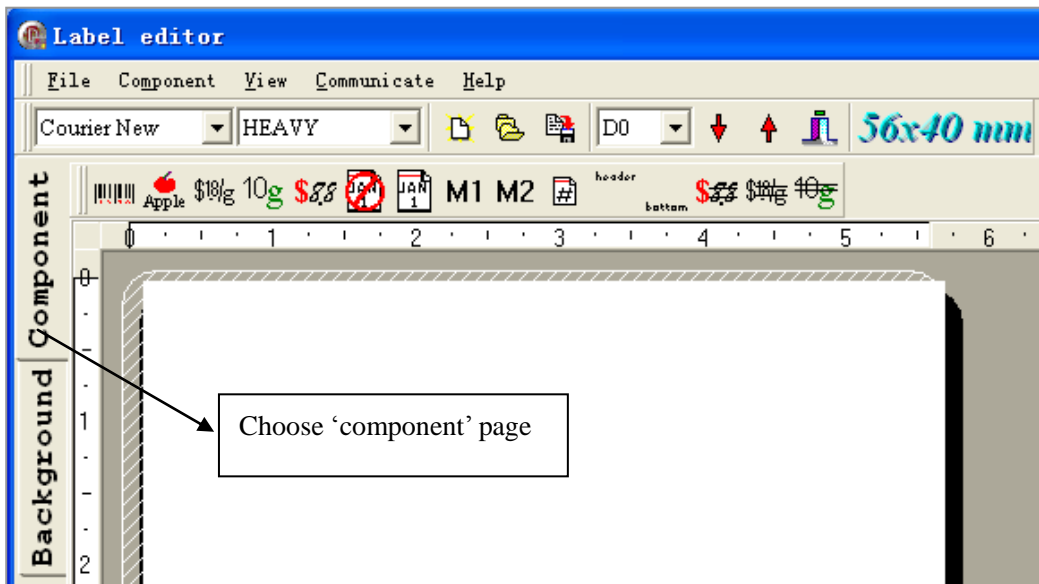 Label editor
File Component View Communicate Help
Courier New HEAVY D0 56x40 mm
Apple $18/g 10g $8.8 JAN 1 JAN 1 M1 M2 # header bottom $8.8 $18/g 10g
0 1 2 3 4 5 6
Component
Background
0
1
2
Choose ‘component’ page